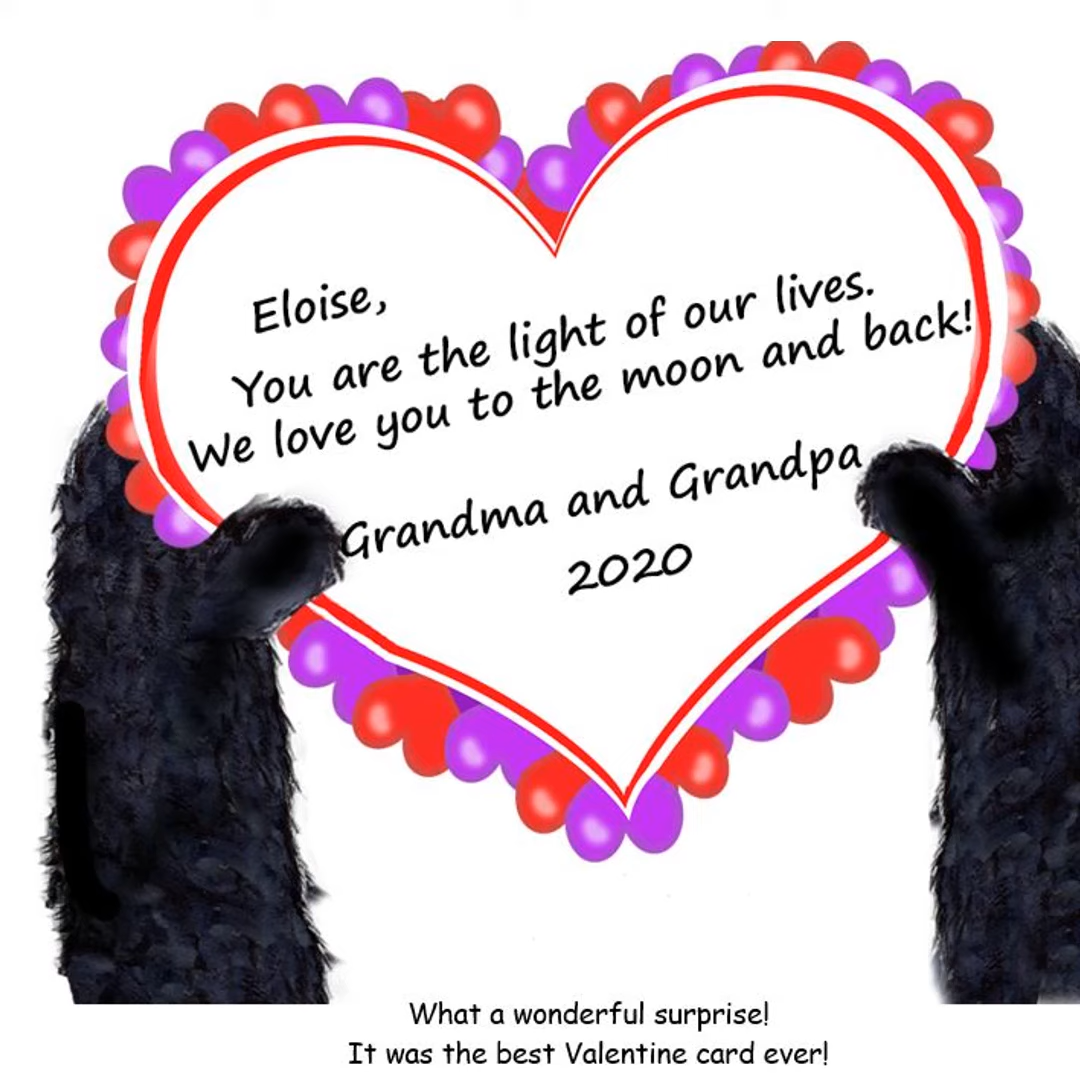 Eloise,
You are the light of our lives.
We love you to the moon and back!
Grandma and Grandpa
2020
What a wonderful surprise!
It was the best Valentine card ever!